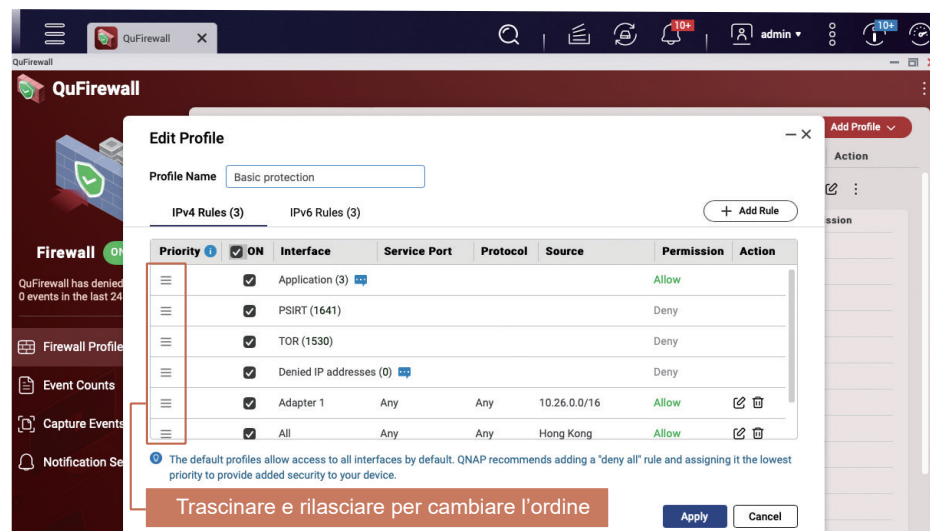 QuFirewall
10+
admin
10+
QuFirewall
QuFirewall
Add Profile
Action
Edit Profile
Profile Name Basic protection
IPv4 Rules (3) IPv6 Rules (3) + Add Rule
Priority ON Interface Service Port Protocol Source Permission Action
Application (3) Allow
PSIRT (1641) Deny
TOR (1530) Deny
Denied IP addresses (0) Deny
Adapter 1 Any Any 10.26.0.0/16 Allow
All Any Any Hong Kong Allow
The default profiles allow access to all interfaces by default. QNAP recommends adding a "deny all" rule and assigning it the lowest
priority to provide added security to your device.
Trascinare e rilasciare per cambiare l’ordine
Apply Cancel
Firewall
QuFirewall has denied
0 events in the last 24
Firewall Profile
Event Counts
Capture Events
Notification Se